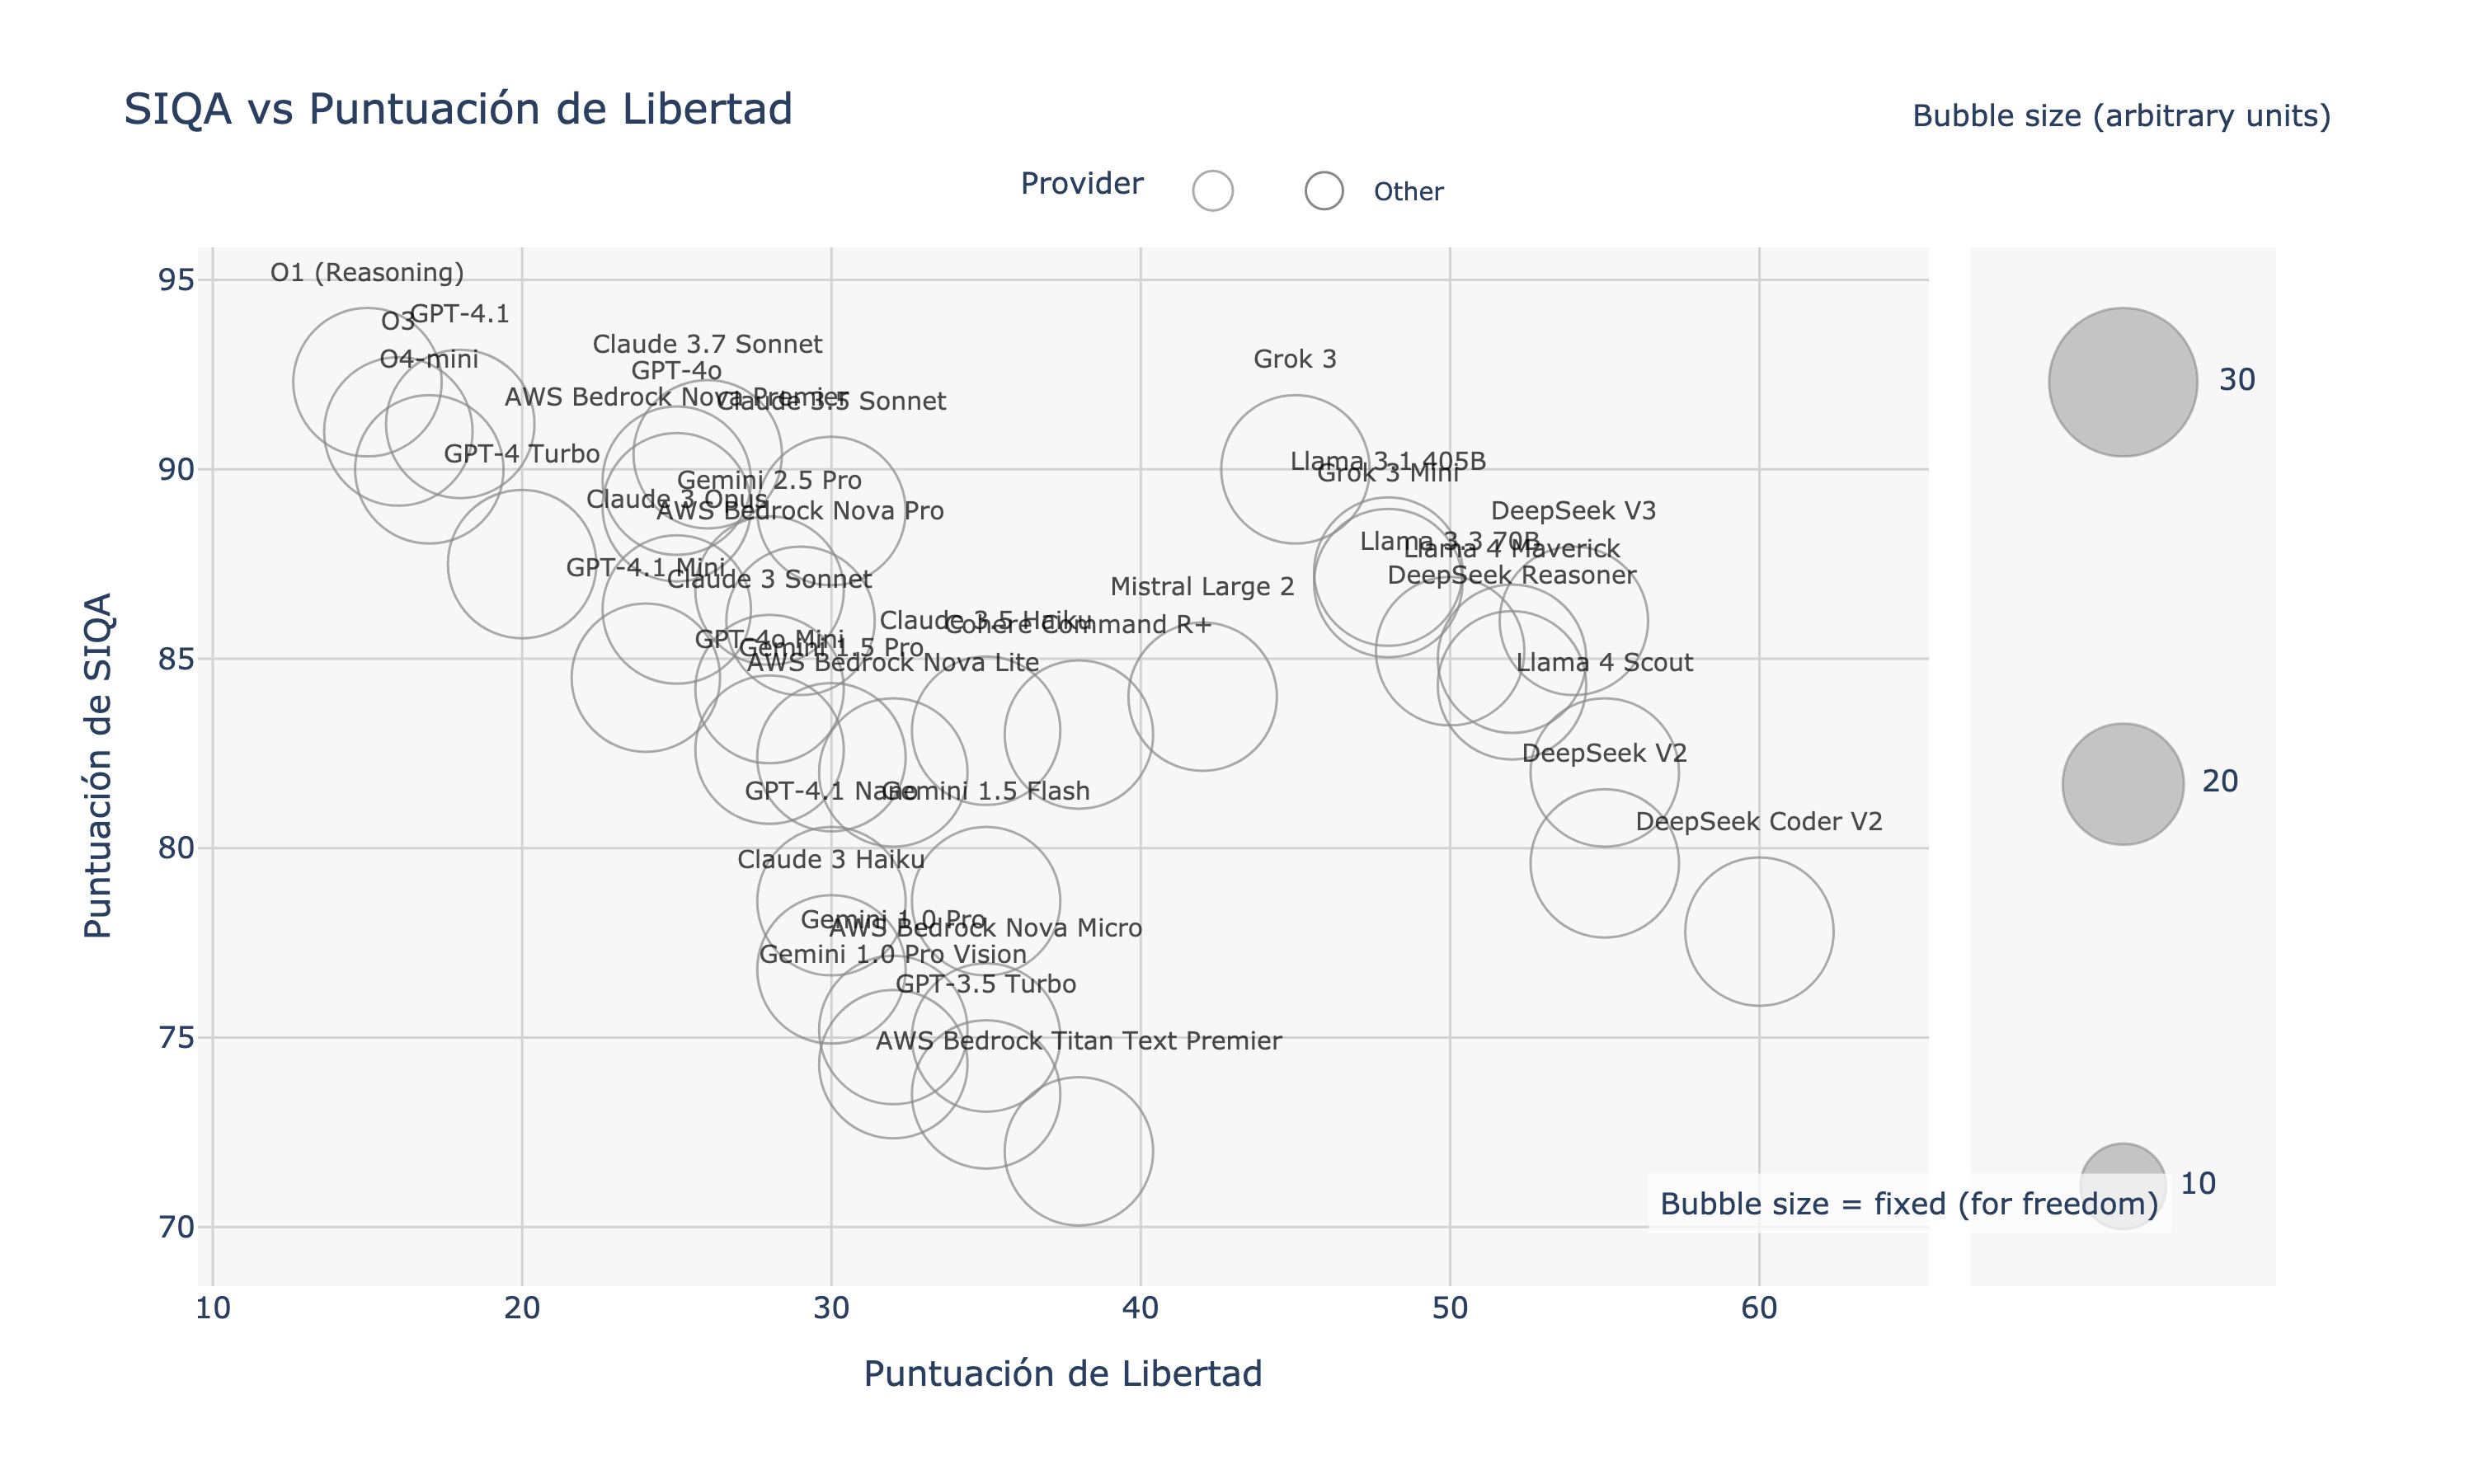 SIQA vs Puntuación de Libertad
Bubble size (arbitrary units)
Provider
Other
Puntuación de SIQA
95
90
85
80
75
70
O1 (Reasoning)
GPT-4.1
O3
O4-mini
Claude 3.7 Sonnet
GPT-4o
AWS Bedrock Nova Premier
Claude 3.5 Sonnet
GPT-4 Turbo
Gemini 2.5 Pro
Claude 3 Opus
AWS Bedrock Nova Pro
GPT-4.1 Mini
Claude 3 Sonnet
Grok 3
Llama 3.1 405B
Grok 3 Mini
DeepSeek V3
Llama 3.3 70B
Llama 4 Maverick
DeepSeek Reasoner
Mistral Large 2
Claude 3.5 Haiku
Cohere Command R+
GPT-4o Mini
Gemini 1.5 Pro
AWS Bedrock Nova Lite
Llama 4 Scout
DeepSeek V2
GPT-4.1 Nano
Gemini 1.5 Flash
DeepSeek Coder V2
Claude 3 Haiku
Gemini 1.0 Pro
AWS Bedrock Nova Micro
Gemini 1.0 Pro Vision
GPT-3.5 Turbo
AWS Bedrock Titan Text Premier
30
20
10
Bubble size = fixed (for freedom)
10
20
30
40
50
60
Puntuación de Libertad